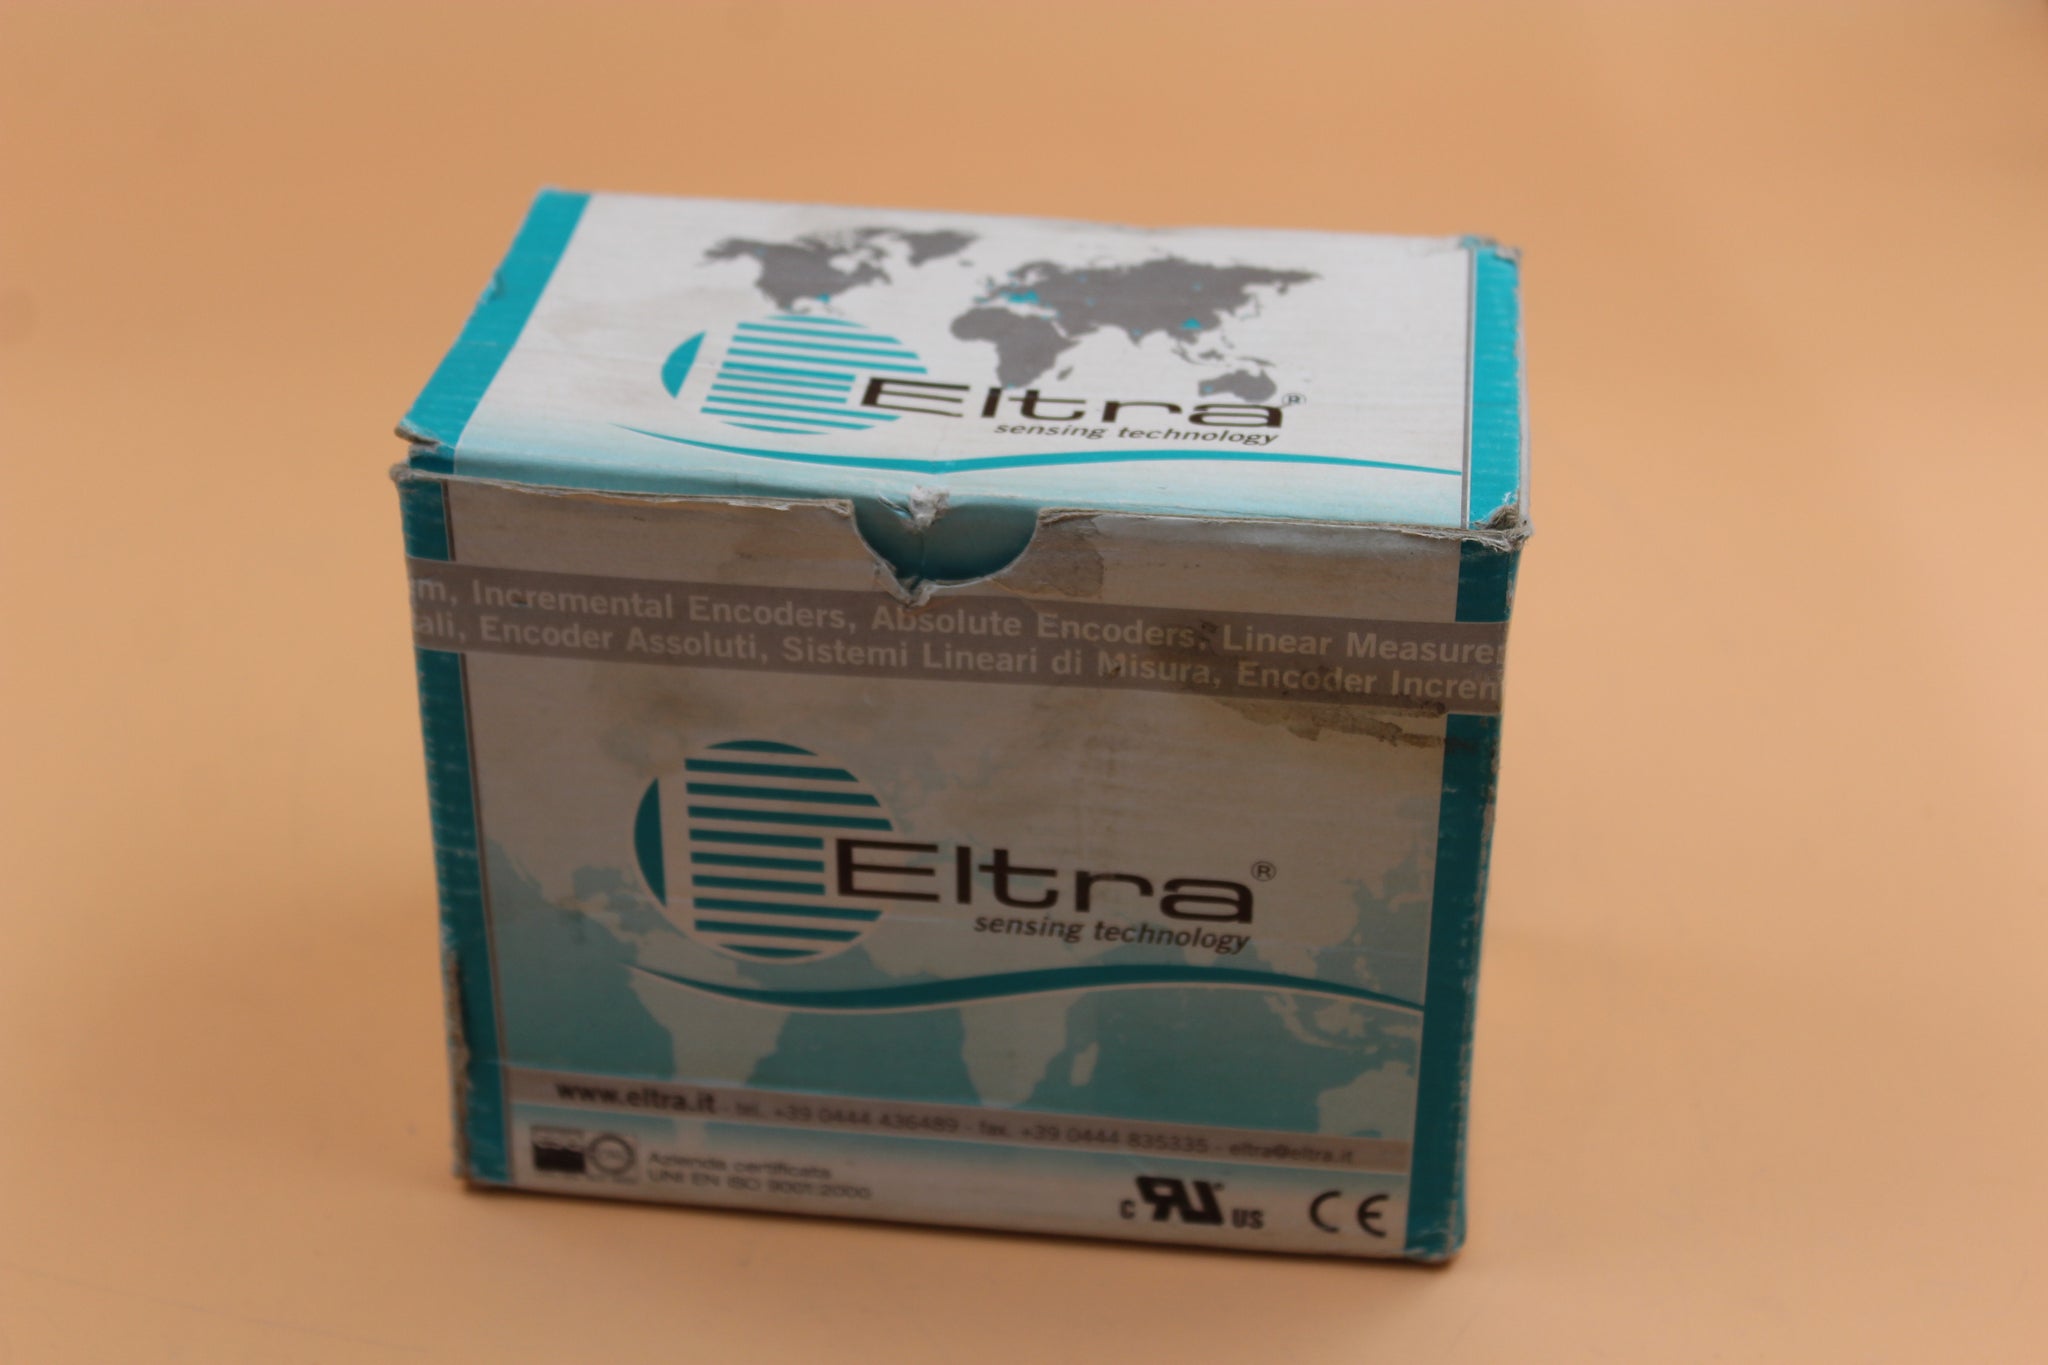 Eltra®
sensing technology
m, Incremental Encoders, Absolute Encoders, Linear Measure
ali, Encoder Assoluti, Sistemi Lineari di Misura, Encoder Increm
Eltra®
sensing technology
www.eltra.it - tel. +39 0444 436489 - fax. +39 0444 835335 - eltra@eltra.it
Azienda certificata
UNI EN ISO 9001:2000
c RU US CE